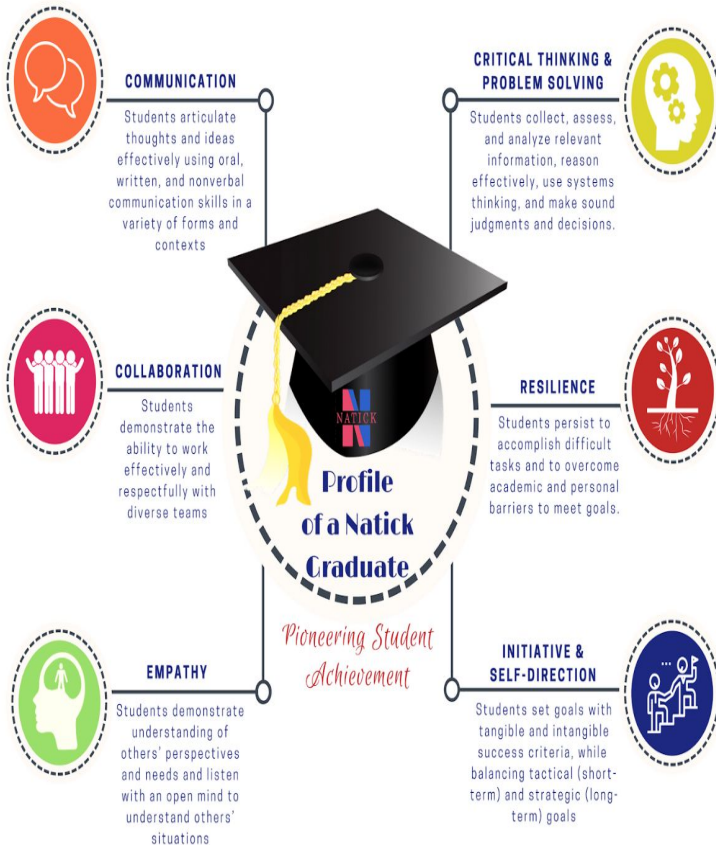 COMMUNICATION
Students articulate
thoughts and ideas
effectively using oral,
written, and nonverbal
communication skills in a
variety of forms and
contexts
CRITICAL THINKING &
PROBLEM SOLVING
Students collect, assess,
and analyze relevant
information, reason
effectively, use systems
thinking, and make sound
judgments and decisions.
COLLABORATION
Students
demonstrate the
ability to work
effectively and
respectfully with
diverse teams
RESILIENCE
Students persist to
accomplish difficult
tasks and to overcome
academic and personal
barriers to meet goals.
N
NATICK
Profile
of a Natick
Graduate
Pioneering Student
Achievement
EMPATHY
Students demonstrate
understanding of
others' perspectives
and needs and listen
with an open mind to
understand others'
situations
INITIATIVE &
SELF-DIRECTION
Students set goals with
tangible and intangible
success criteria, while
balancing tactical (short-
term) and strategic (long-
term) goals